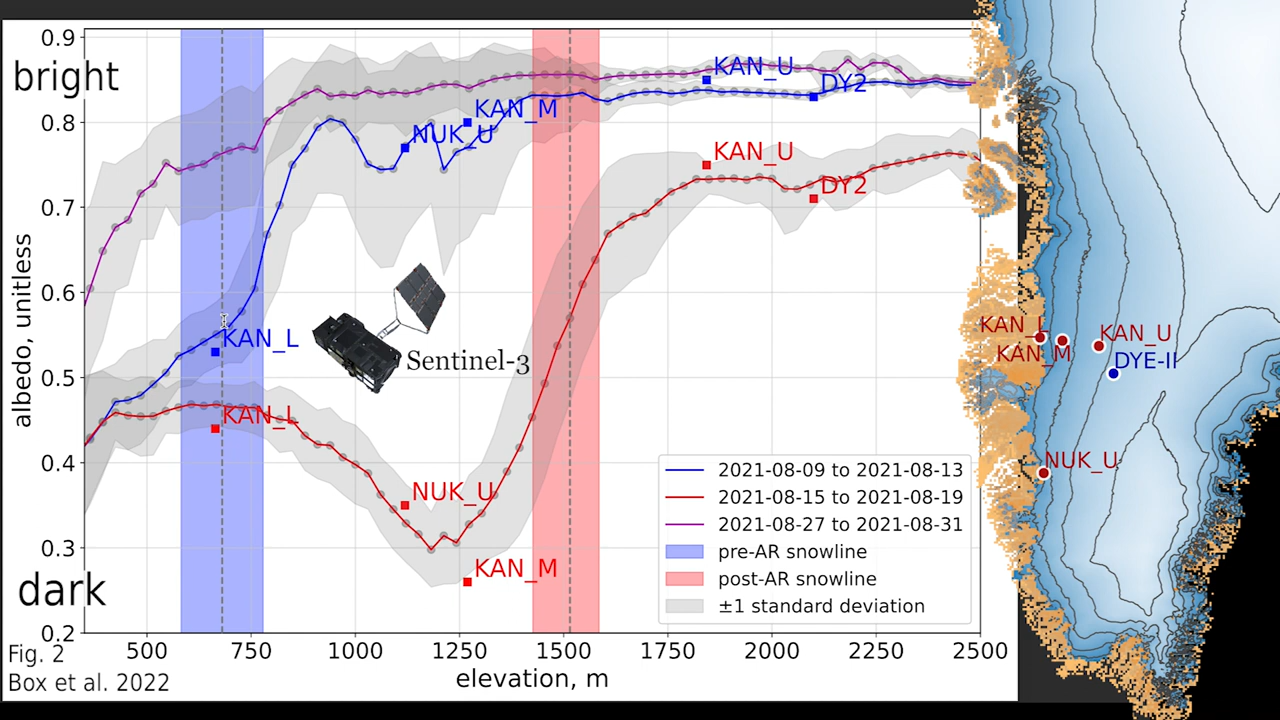 0.9
bright
0.8
0.7
0.6
0.5
0.4
0.3
dark
0.2
albedo, unitless
500
750
1000
1250
1500
1750
2000
2250
2500
elevation, m
KAN_L
NUK_U
KAN_M
KAN_U
DY2
KAN_L
NUK_U
KAN_M
KAN_U
DY2
Sentinel-3
2021-08-09 to 2021-08-13
2021-08-15 to 2021-08-19
2021-08-27 to 2021-08-31
pre-AR snowline
post-AR snowline
±1 standard deviation
Fig. 2
Box et al. 2022
KAN_L
KAN_M
KAN_U
DYE-II
NUK_U